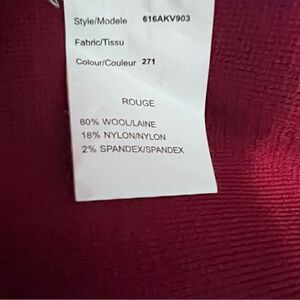 Style/Modele 616AKV903
Fabric/Tissu
Colour/Couleur 271
ROUGE
80% WOOL/LAINE
18% NYLON/NYLON
2% SPANDEX/SPANDEX